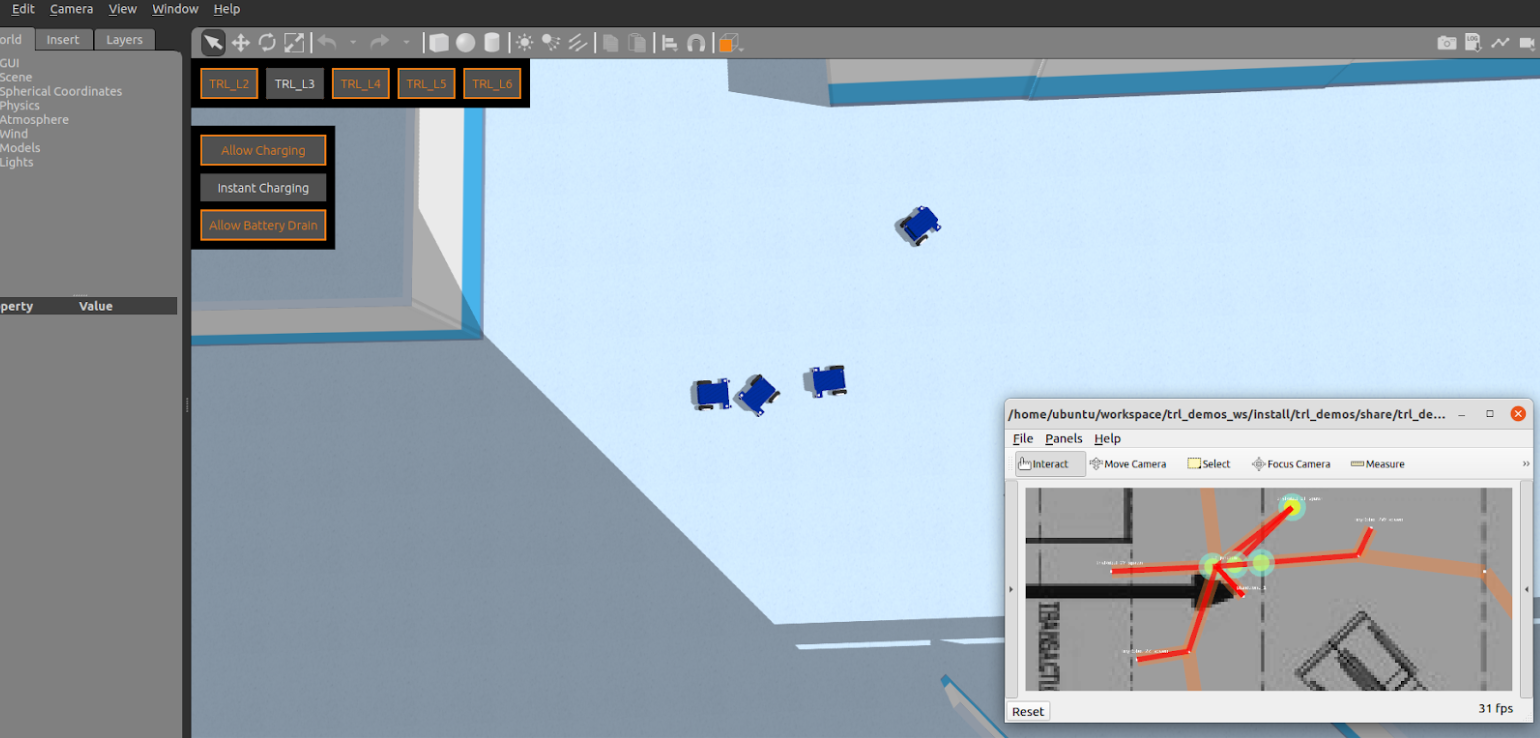 Edit Camera View Window Help
orld Insert Layers
GUI
Scene
Spherical Coordinates
Physics
Atmosphere
Wind
Models
Lights
perty Value
TRL_L2 TRL_L3 TRL_L4 TRL_L5 TRL_L6
Allow Charging
Instant Charging
Allow Battery Drain
LOG
/home/ubuntu/workspace/trl_demos_ws/install/trl_demos/share/trl_de...
File Panels Help
Interact Move Camera Select Focus Camera Measure
Reset
31 fps